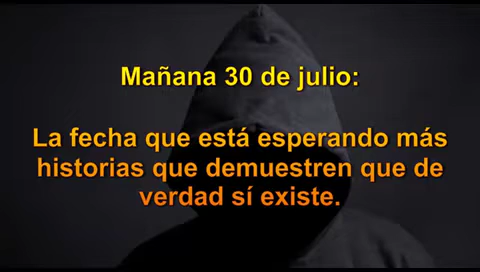 Mañana 30 de julio:
La fecha que está esperando más
historias que demuestren que de
verdad sí existe.